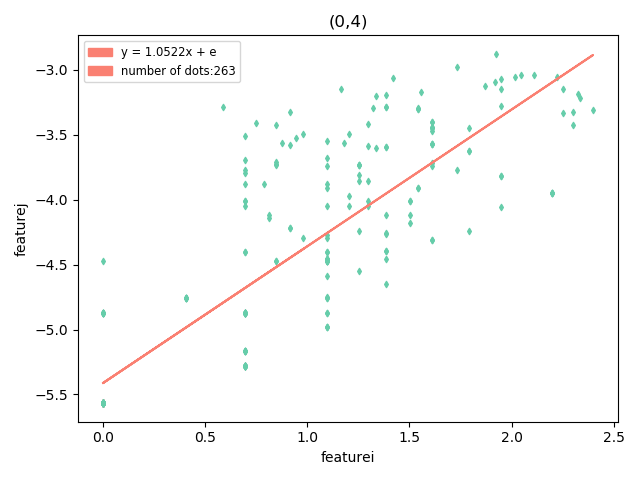 (0,4)
y = 1.0522x + e
number of dots:263
−3.0
−3.5
−4.0
−4.5
−5.0
−5.5
featurej
0.0 0.5 1.0 1.5 2.0 2.5
featurei